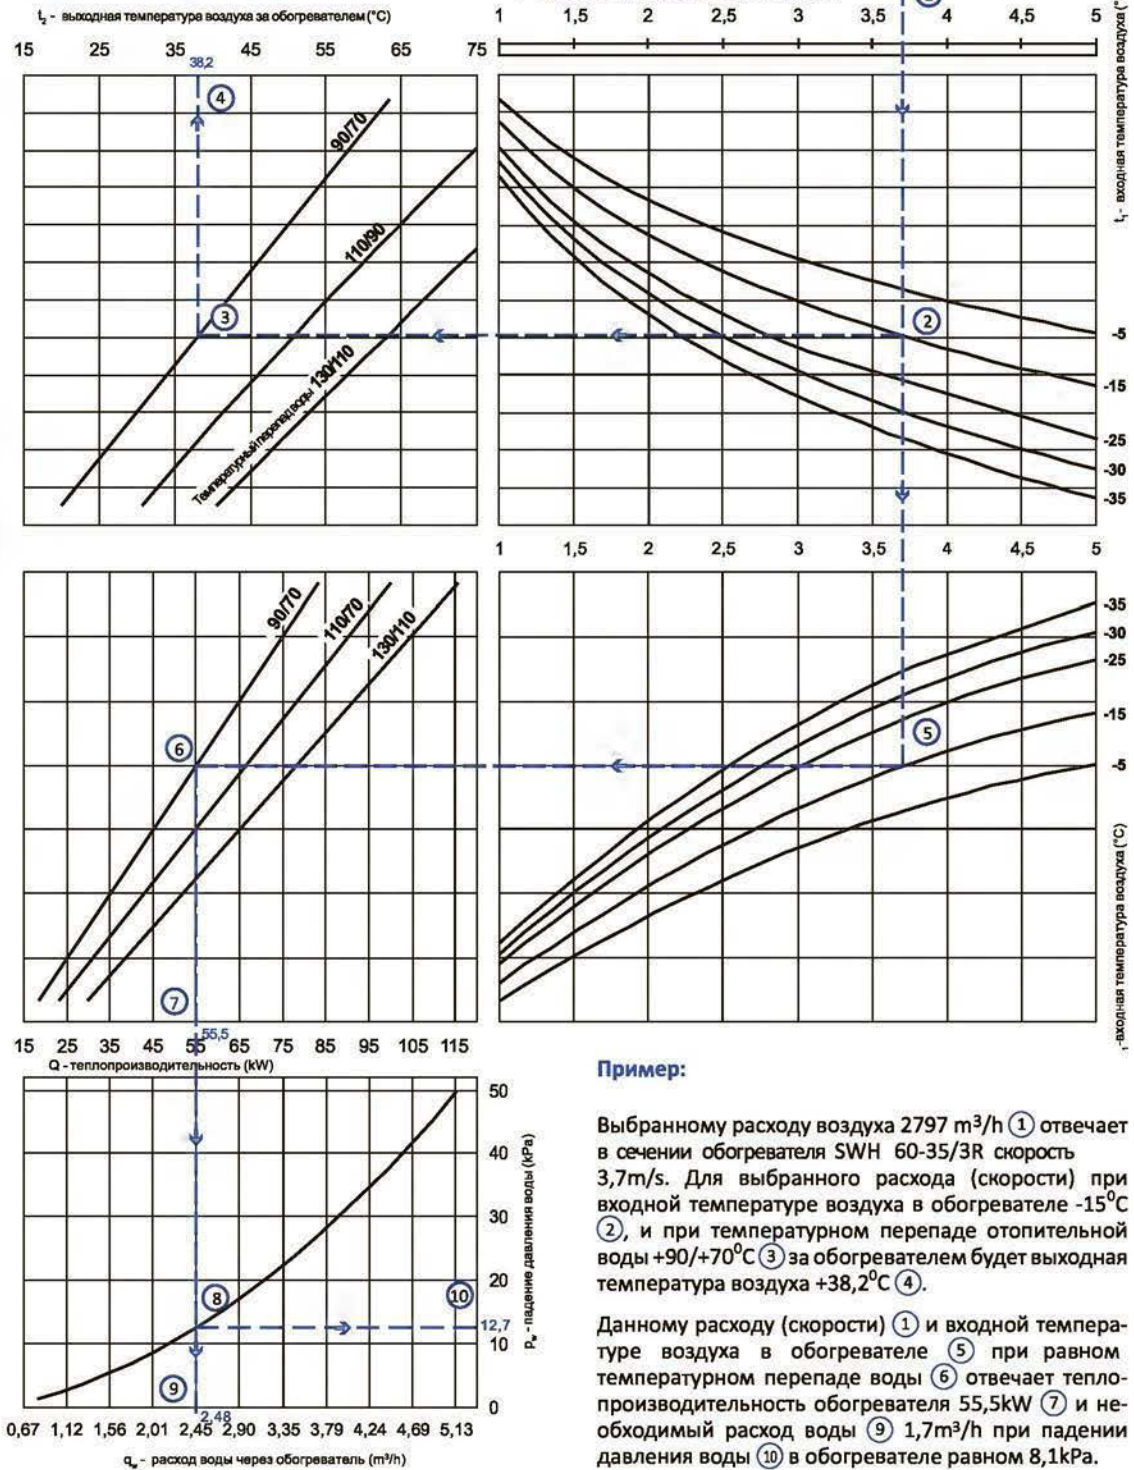 t₂ - выходная температура воздуха за обогревателем (°C)
15 25 35 45 55 65 75
38,2
1 1,5 2 2,5 3 3,5 4 4,5 5
t₁ - входная температура воздуха (°
4
90/70
110/90
3
Температурный перепад воды 130/110
2
-5
-15
-25
-30
-35
1 1,5 2 2,5 3 3,5 4 4,5 5
90/70
110/70
130/110
6
7
-35
-30
-25
-15
5
-5
₁-входная температура воздуха (°C)
55,5
15 25 35 45 55 65 75 85 95 105 115
Q - теплопроизводительность (kW)
50
40
30
20
10
0
8
10
12,7
9
2,48
Pw - падение давления воды (kPa)
0,67 1,12 1,56 2,01 2,45 2,90 3,35 3,79 4,24 4,69 5,13
qw - расход воды через обогреватель (m³/h)
Пример:
Выбранному расходу воздуха 2797 m³/h ① отвечает
в сечении обогревателя SWH 60-35/3R скорость
3,7m/s. Для выбранного расхода (скорости) при
входной температуре воздуха в обогревателе -15⁰C
②, и при температурном перепаде отопительной
воды +90/+70⁰C ③ за обогревателем будет выходная
температура воздуха +38,2⁰C ④.
Данному расходу (скорости) ① и входной темпера-
туре воздуха в обогревателе ⑤ при равном
температурном перепаде воды ⑥ отвечает тепло-
производительность обогревателя 55,5kW ⑦ и не-
обходимый расход воды ⑨ 1,7m³/h при падении
давления воды ⑩ в обогревателе равном 8,1kPa.